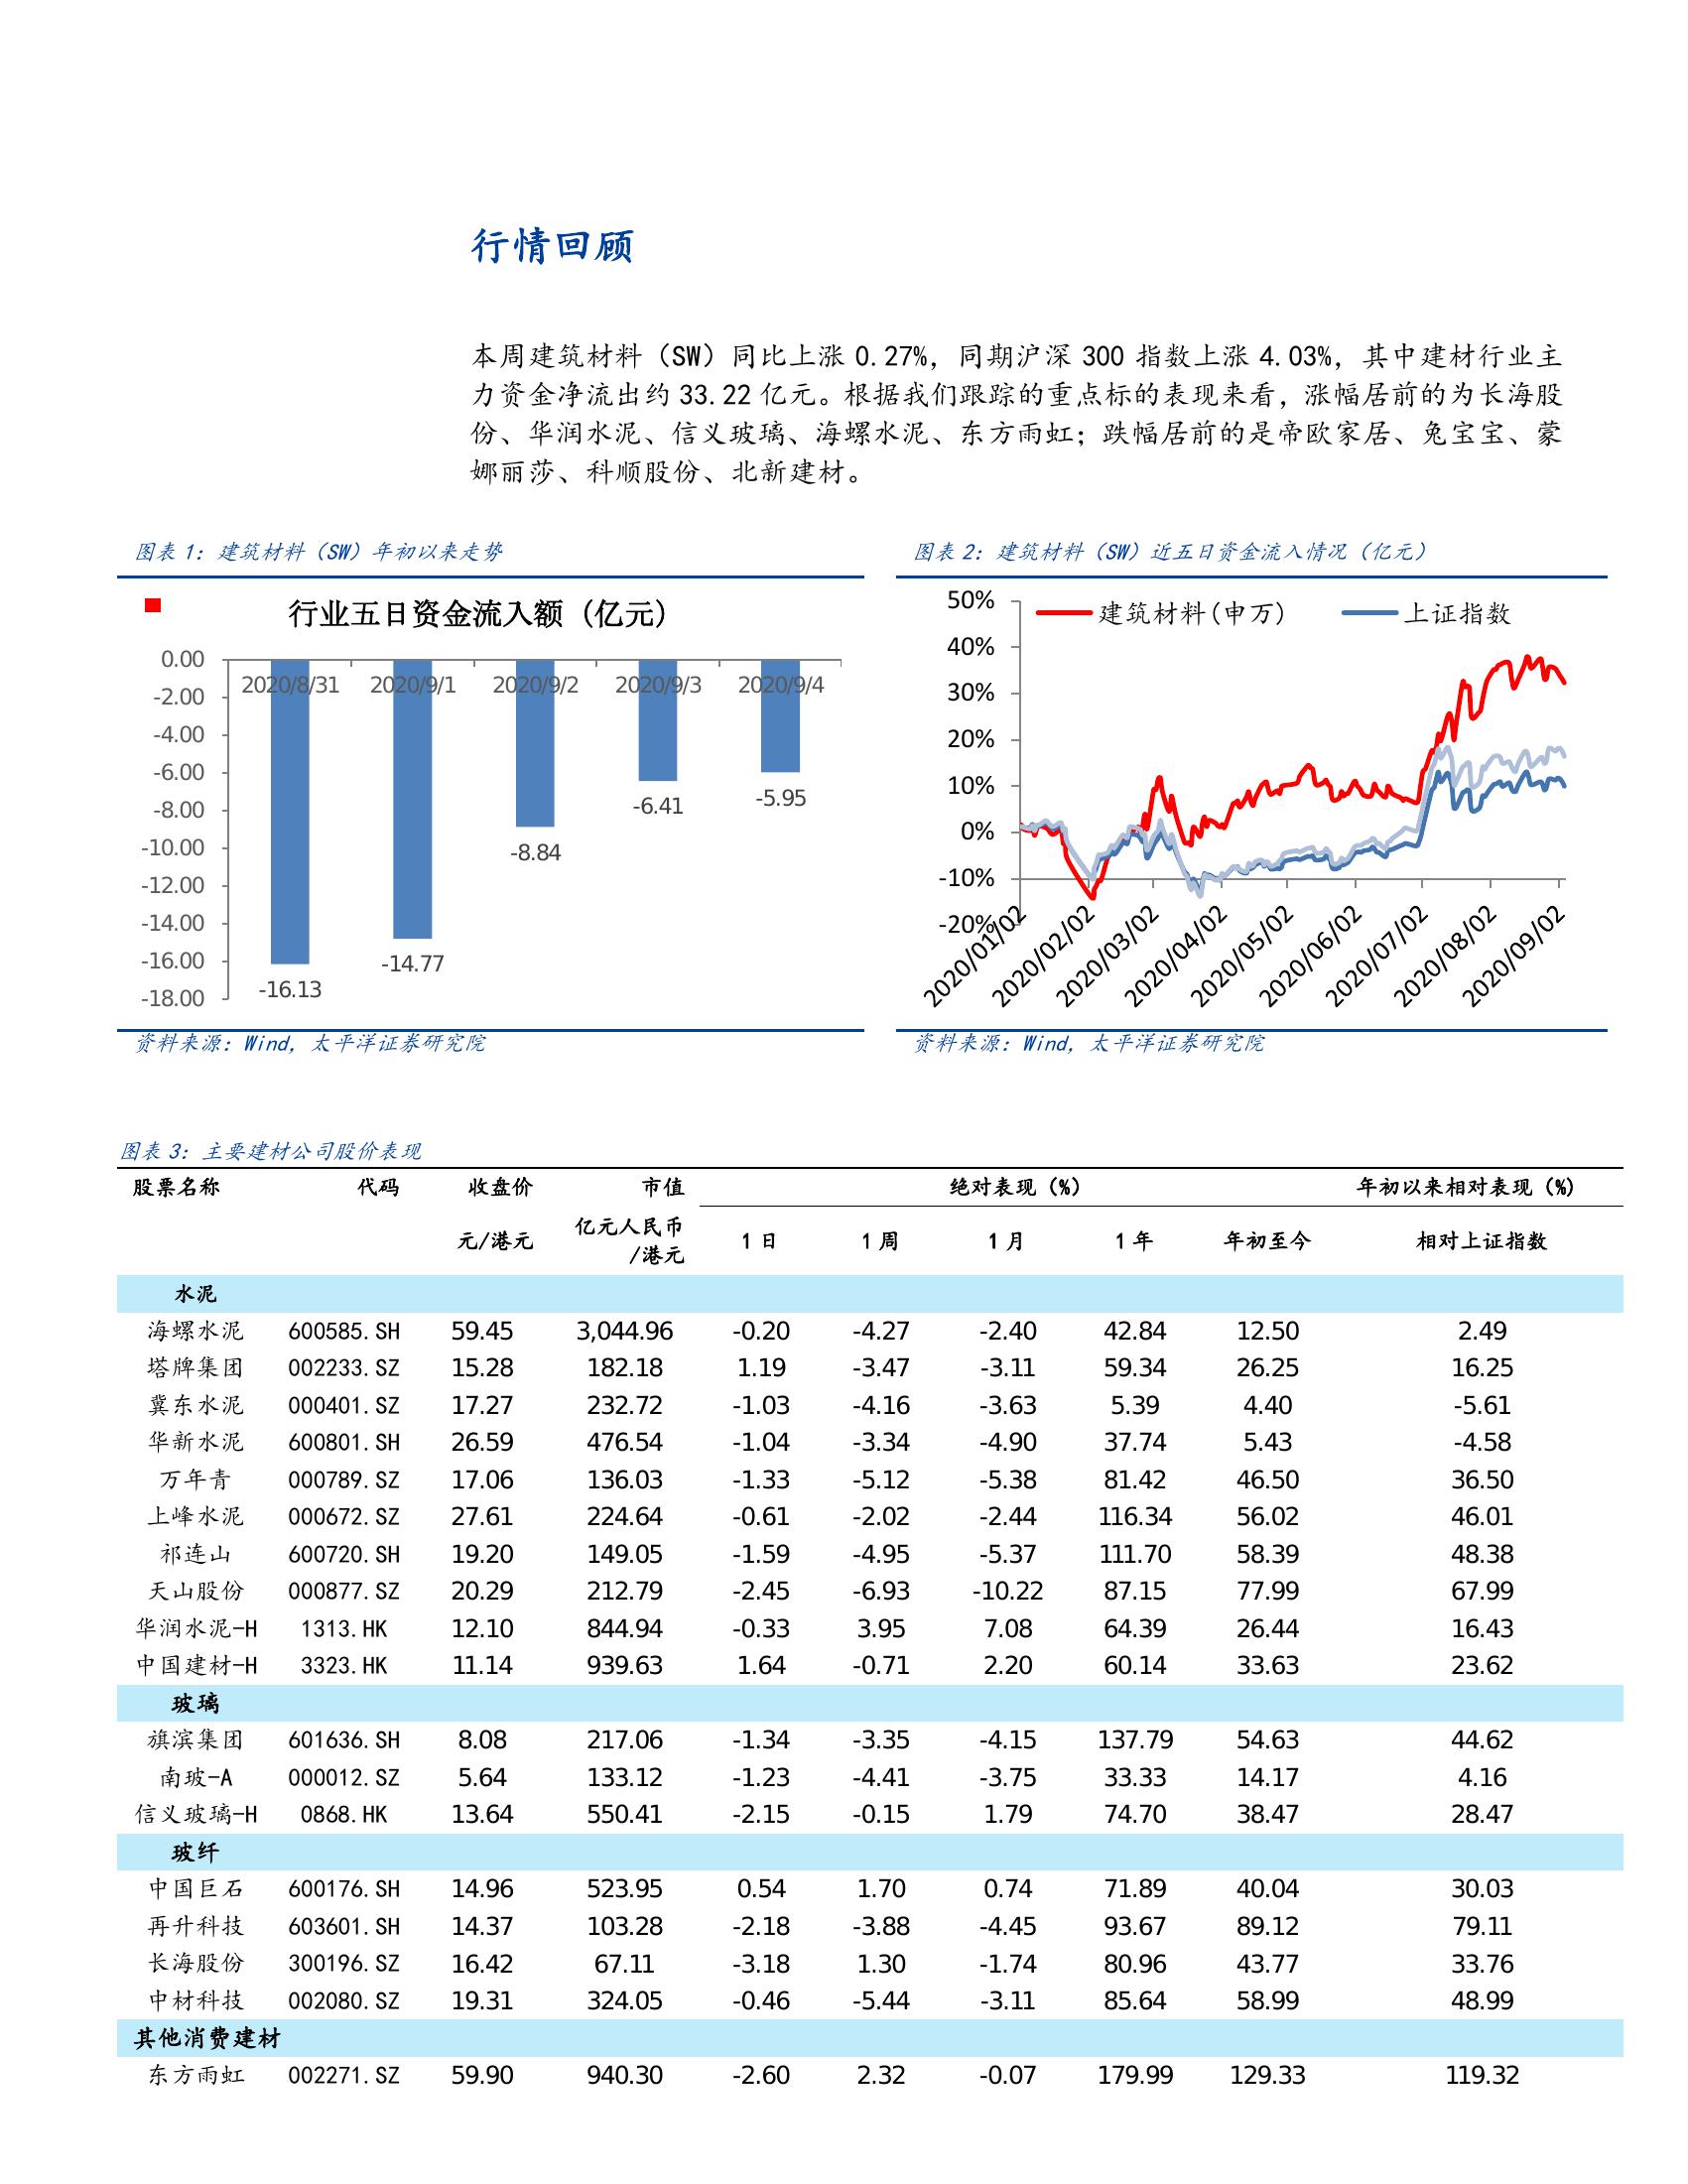 行情回顾
本周建筑材料（SW）同比上涨 0.27%，同期沪深 300 指数上涨 4.03%，其中建材行业主
力资金净流出约 33.22 亿元。根据我们跟踪的重点标的表现来看，涨幅居前的为长海股
份、华润水泥、信义玻璃、海螺水泥、东方雨虹；跌幅居前的是帝欧家居、兔宝宝、蒙
娜丽莎、科顺股份、北新建材。
图表 1：建筑材料（SW）年初以来走势
行业五日资金流入额（亿元）
0.00
-2.00
-4.00
-6.00
-8.00
-10.00
-12.00
-14.00
-16.00
-18.00
2020/8/31 2020/9/1 2020/9/2 2020/9/3 2020/9/4
-16.13
-14.77
-8.84
-6.41
-5.95
资料来源：Wind，太平洋证券研究院
图表 2：建筑材料（SW）近五日资金流入情况（亿元）
建筑材料(申万) 上证指数
50%
40%
30%
20%
10%
0%
-10%
-20%
2020/01/02 2020/02/02 2020/03/02 2020/04/02 2020/05/02 2020/06/02 2020/07/02 2020/08/02 2020/09/02
资料来源：Wind，太平洋证券研究院
图表 3：主要建材公司股价表现
股票名称 代码 收盘价 市值 绝对表现（%） 年初以来相对表现（%）
元/港元 亿元人民币/港元 1 日 1 周 1 月 1 年 年初至今 相对上证指数
水泥
海螺水泥 600585.SH 59.45 3,044.96 -0.20 -4.27 -2.40 42.84 12.50 2.49
塔牌集团 002233.SZ 15.28 182.18 1.19 -3.47 -3.11 59.34 26.25 16.25
冀东水泥 000401.SZ 17.27 232.72 -1.03 -4.16 -3.63 5.39 4.40 -5.61
华新水泥 600801.SH 26.59 476.54 -1.04 -3.34 -4.90 37.74 5.43 -4.58
万年青 000789.SZ 17.06 136.03 -1.33 -5.12 -5.38 81.42 46.50 36.50
上峰水泥 000672.SZ 27.61 224.64 -0.61 -2.02 -2.44 116.34 56.02 46.01
祁连山 600720.SH 19.20 149.05 -1.59 -4.95 -5.37 111.70 58.39 48.38
天山股份 000877.SZ 20.29 212.79 -2.45 -6.93 -10.22 87.15 77.99 67.99
华润水泥-H 1313.HK 12.10 844.94 -0.33 3.95 7.08 64.39 26.44 16.43
中国建材-H 3323.HK 11.14 939.63 1.64 -0.71 2.20 60.14 33.63 23.62
玻璃
旗滨集团 601636.SH 8.08 217.06 -1.34 -3.35 -4.15 137.79 54.63 44.62
南玻-A 000012.SZ 5.64 133.12 -1.23 -4.41 -3.75 33.33 14.17 4.16
信义玻璃-H 0868.HK 13.64 550.41 -2.15 -0.15 1.79 74.70 38.47 28.47
玻纤
中国巨石 600176.SH 14.96 523.95 0.54 1.70 0.74 71.89 40.04 30.03
再升科技 603601.SH 14.37 103.28 -2.18 -3.88 -4.45 93.67 89.12 79.11
长海股份 300196.SZ 16.42 67.11 -3.18 1.30 -1.74 80.96 43.77 33.76
中材科技 002080.SZ 19.31 324.05 -0.46 -5.44 -3.11 85.64 58.99 48.99
其他消费建材
东方雨虹 002271.SZ 59.90 940.30 -2.60 2.32 -0.07 179.99 129.33 119.32